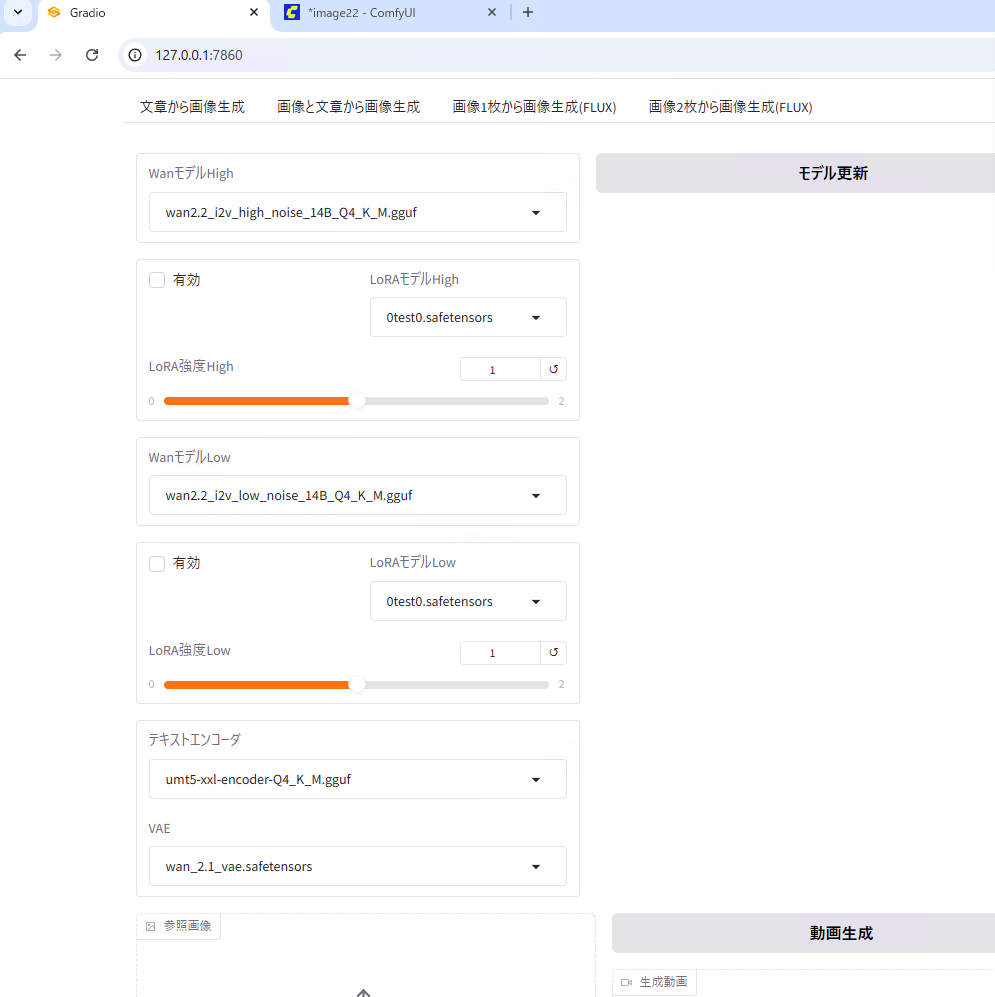 Gradio
*image22 - ComfyUI
127.0.0.1:7860
文章から画像生成 画像と文章から画像生成 画像1枚から画像生成(FLUX) 画像2枚から画像生成(FLUX)
WanモデルHigh
モデル更新
wan2.2_i2v_high_noise_14B_Q4_K_M.gguf
有効
LoRAモデルHigh
0test0.safetensors
LoRA強度High
1
0
2
WanモデルLow
wan2.2_i2v_low_noise_14B_Q4_K_M.gguf
有効
LoRAモデルLow
0test0.safetensors
LoRA強度Low
1
0
2
テキストエンコーダ
umt5-xxl-encoder-Q4_K_M.gguf
VAE
wan_2.1_vae.safetensors
参照画像
動画生成
生成動画